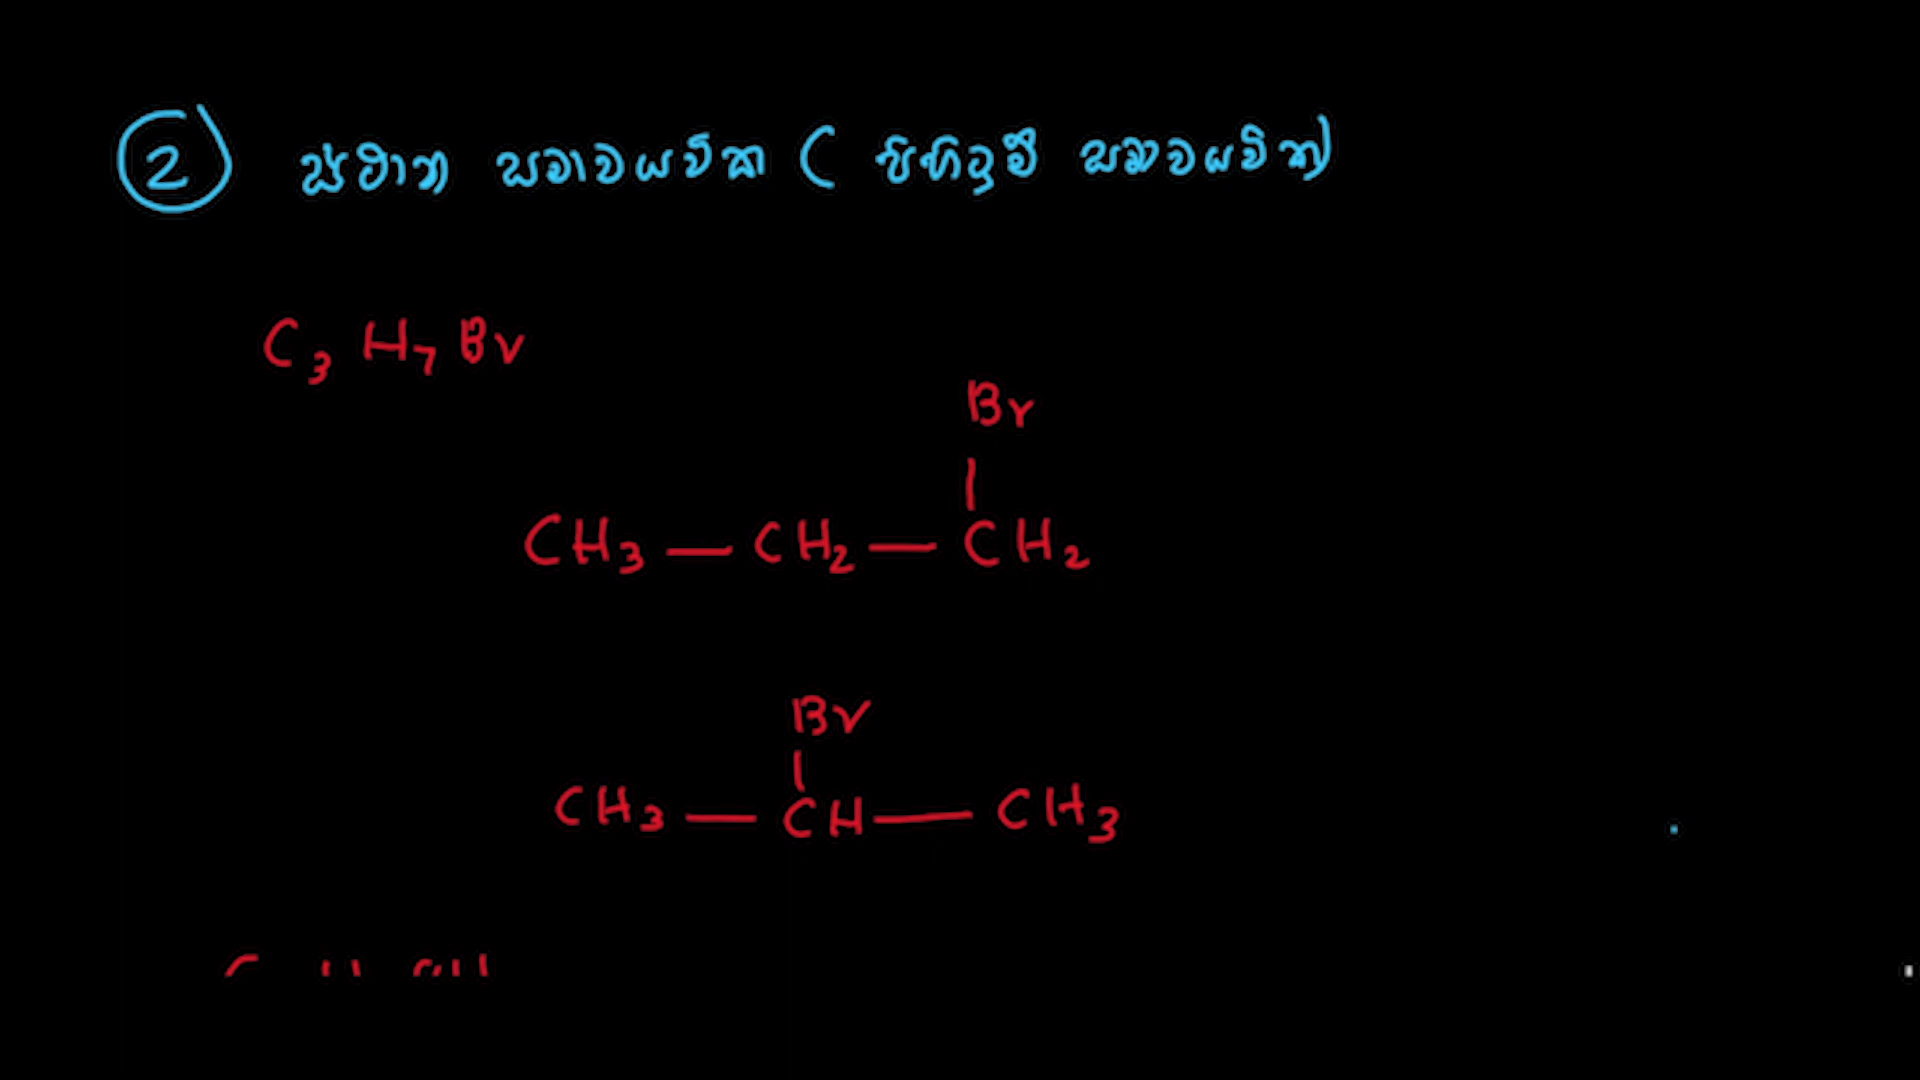 2 ස්ථාන සමාවයවික ( පිහිටුම් සමාවයවික)
C3 H7 Br
Br
CH3 — CH2 — CH2
Br
CH3 — CH — CH3